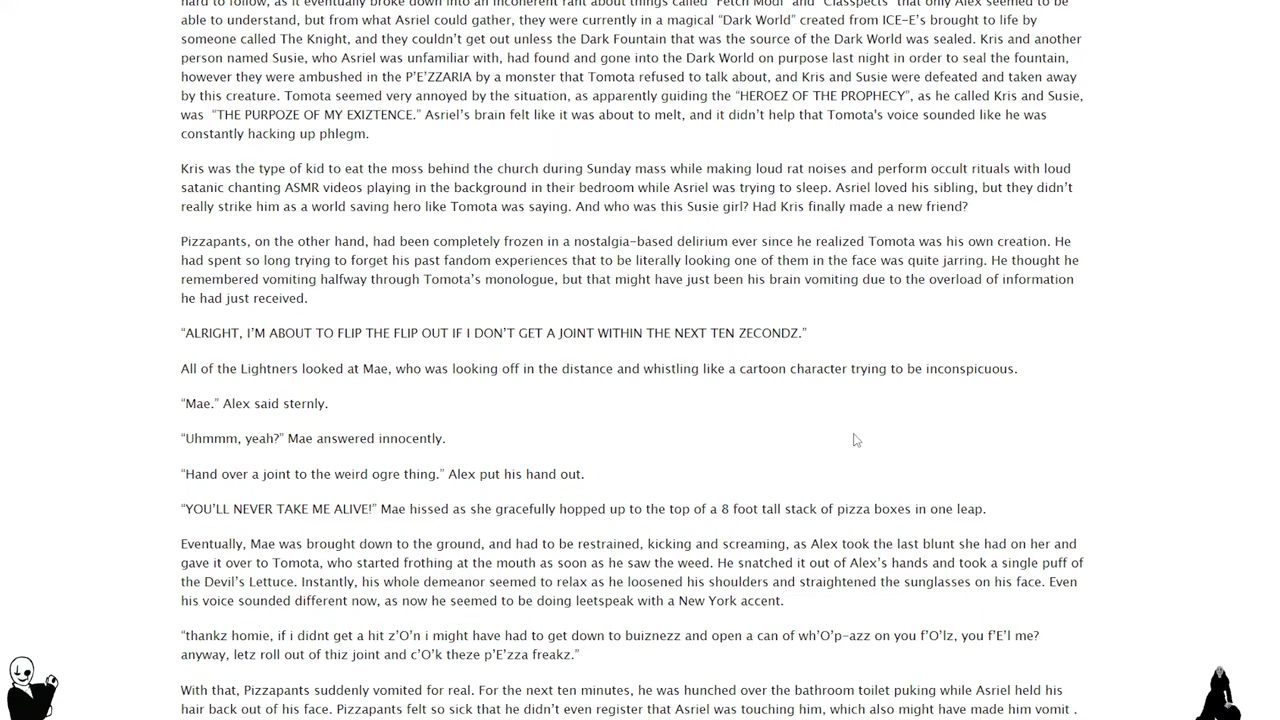 hard to follow, as it eventually broke down into an incoherent rant about things called “Fetch Modi” and “Classpects” that only Alex seemed to be
able to understand, but from what Asriel could gather, they were currently in a magical “Dark World” created from ICE-E’s brought to life by
someone called The Knight, and they couldn’t get out unless the Dark Fountain that was the source of the Dark World was sealed. Kris and another
person named Susie, who Asriel was unfamiliar with, had found and gone into the Dark World on purpose last night in order to seal the fountain,
however they were ambushed in the P’E’ZZARIA by a monster that Tomota refused to talk about, and Kris and Susie were defeated and taken away
by this creature. Tomota seemed very annoyed by the situation, as apparently guiding the “HEROEZ OF THE PROPHECY”, as he called Kris and Susie,
was  “THE PURPOZE OF MY EXIZTENCE.” Asriel’s brain felt like it was about to melt, and it didn’t help that Tomota's voice sounded like he was
constantly hacking up phlegm.
Kris was the type of kid to eat the moss behind the church during Sunday mass while making loud rat noises and perform occult rituals with loud
satanic chanting ASMR videos playing in the background in their bedroom while Asriel was trying to sleep. Asriel loved his sibling, but they didn’t
really strike him as a world saving hero like Tomota was saying. And who was this Susie girl? Had Kris finally made a new friend?
Pizzapants, on the other hand, had been completely frozen in a nostalgia-based delirium ever since he realized Tomota was his own creation. He
had spent so long trying to forget his past fandom experiences that to be literally looking one of them in the face was quite jarring. He thought he
remembered vomiting halfway through Tomota’s monologue, but that might have just been his brain vomiting due to the overload of information
he had just received.
“ALRIGHT, I’M ABOUT TO FLIP THE FLIP OUT IF I DON’T GET A JOINT WITHIN THE NEXT TEN ZECONDZ.”
All of the Lightners looked at Mae, who was looking off in the distance and whistling like a cartoon character trying to be inconspicuous.
“Mae.” Alex said sternly.
“Uhmmm, yeah?” Mae answered innocently.
“Hand over a joint to the weird ogre thing.” Alex put his hand out.
“YOU’LL NEVER TAKE ME ALIVE!” Mae hissed as she gracefully hopped up to the top of a 8 foot tall stack of pizza boxes in one leap.
Eventually, Mae was brought down to the ground, and had to be restrained, kicking and screaming, as Alex took the last blunt she had on her and
gave it over to Tomota, who started frothing at the mouth as soon as he saw the weed. He snatched it out of Alex’s hands and took a single puff of
the Devil’s Lettuce. Instantly, his whole demeanor seemed to relax as he loosened his shoulders and straightened the sunglasses on his face. Even
his voice sounded different now, as now he seemed to be doing leetspeak with a New York accent.
“thankz homie, if i didnt get a hit z’O’n i might have had to get down to buiznezz and open a can of wh’O’p-azz on you f’O’lz, you f’E’l me?
anyway, letz roll out of thiz joint and c’O’k theze p’E’zza freakz.”
With that, Pizzapants suddenly vomited for real. For the next ten minutes, he was hunched over the bathroom toilet puking while Asriel held his
hair back out of his face. Pizzapants felt so sick that he didn’t even register that Asriel was touching him, which also might have made him vomit .